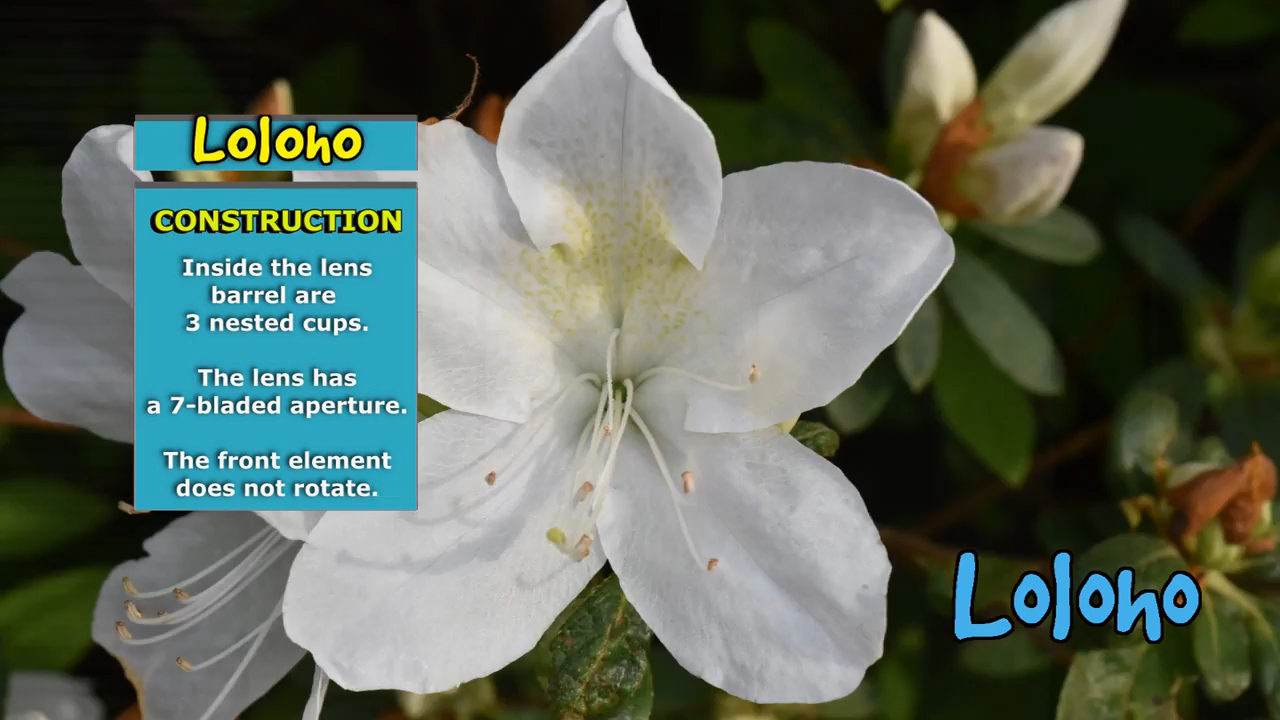 Loloho
CONSTRUCTION
Inside the lens
barrel are
3 nested cups.
The lens has
a 7-bladed aperture.
The front element
does not rotate.
Loloho